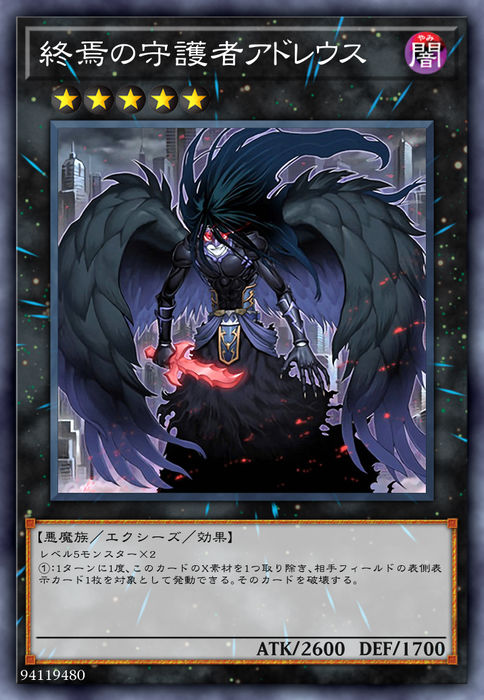 終焉の守護者アドレウス
やみ
闇
【悪魔族／エクシーズ／効果】
レベル5モンスター×2
①：1ターンに1度、このカードのX素材を1つ取り除き、相手フィールドの表側表
示カード1枚を対象として発動できる。そのカードを破壊する。
ATK/2600 DEF/1700
94119480